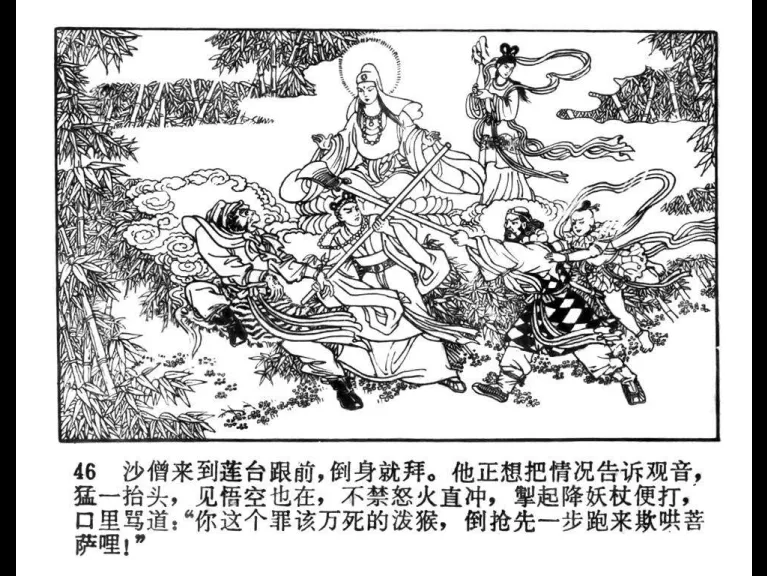 46 沙僧来到莲台跟前，倒身就拜。他正想把情况告诉观音，
猛一抬头，见悟空也在，不禁怒火直冲，掣起降妖杖便打，
口里骂道：“你这个罪该万死的泼猴，倒抢先一步跑来欺哄菩
萨哩！”